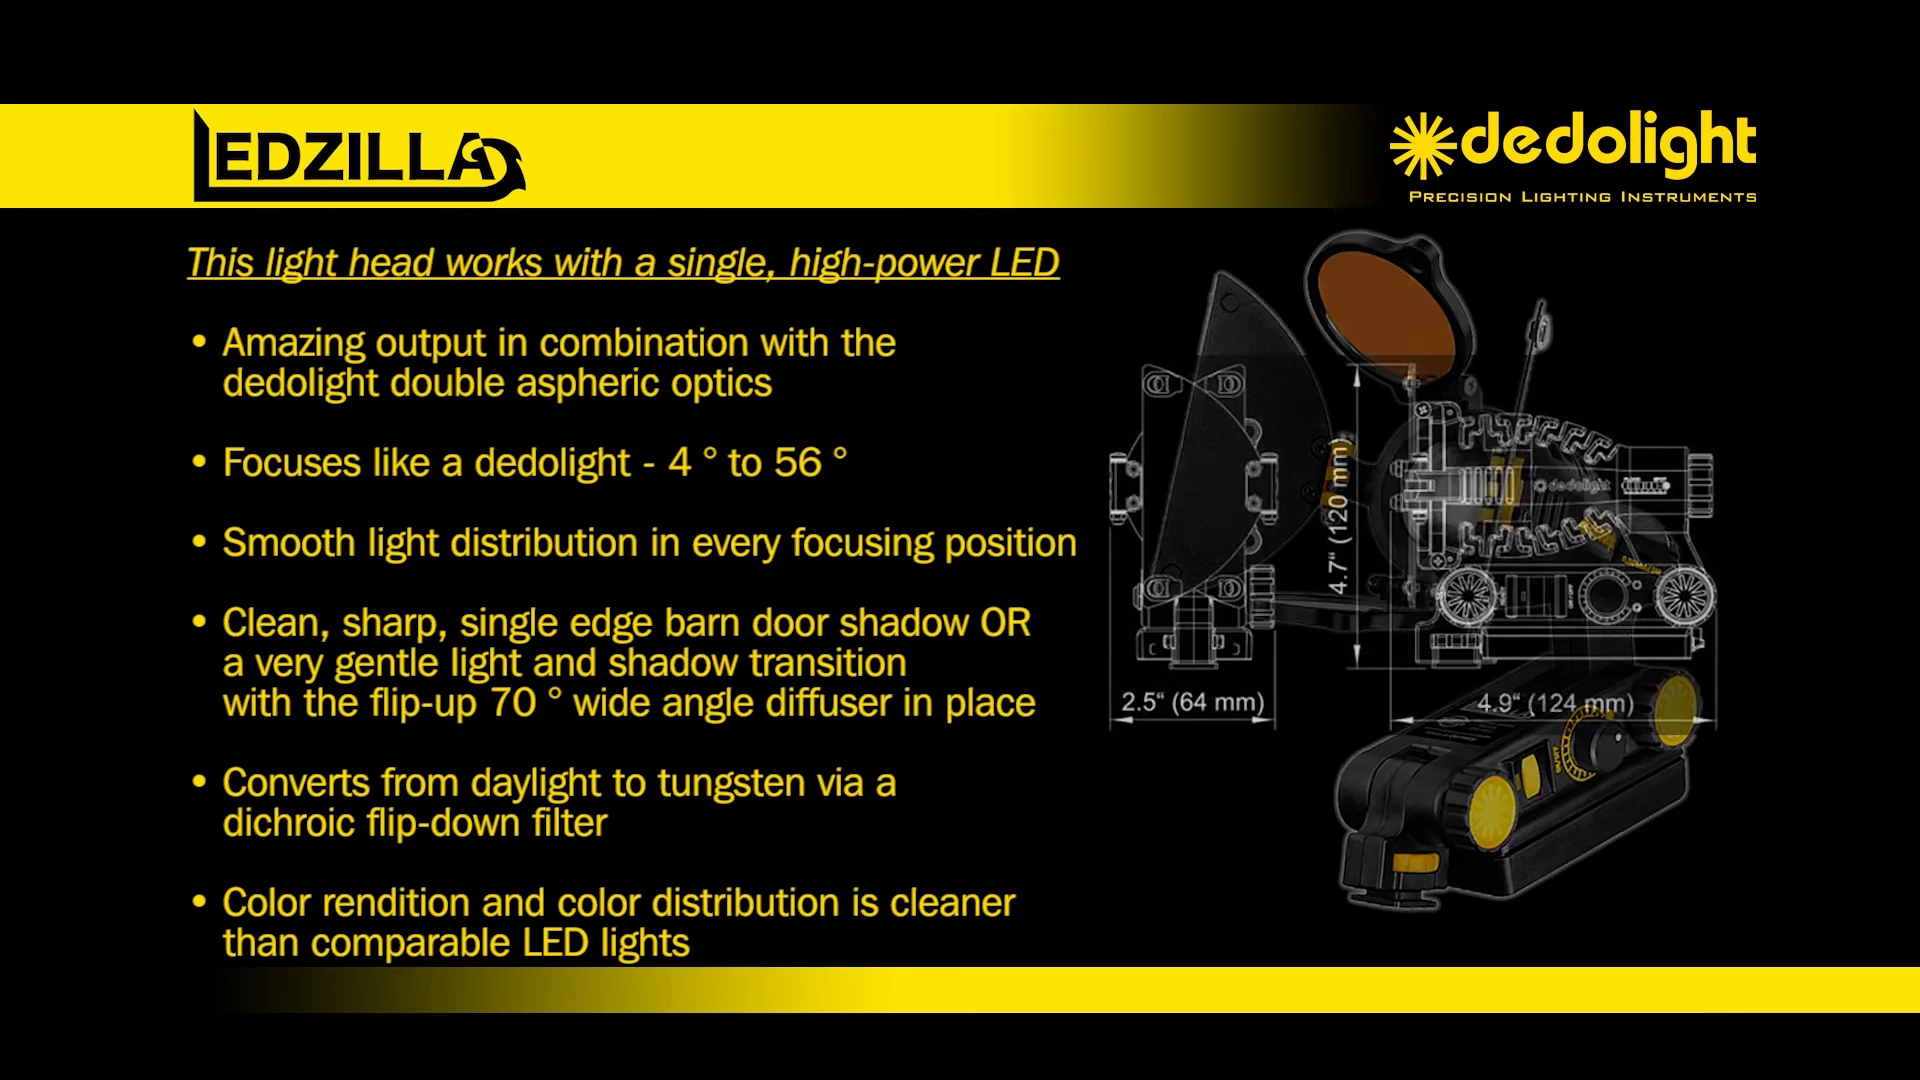 LEDZILLA
dedolight
PRECISION LIGHTING INSTRUMENTS
This light head works with a single, high-power LED
• Amazing output in combination with the
dedolight double aspheric optics
• Focuses like a dedolight - 4 ° to 56 °
• Smooth light distribution in every focusing position
• Clean, sharp, single edge barn door shadow OR
a very gentle light and shadow transition
with the flip-up 70 ° wide angle diffuser in place
• Converts from daylight to tungsten via a
dichroic flip-down filter
• Color rendition and color distribution is cleaner
than comparable LED lights
4.7“ (120 mm)
dedolight
2.5“ (64 mm)
4.9“ (124 mm)